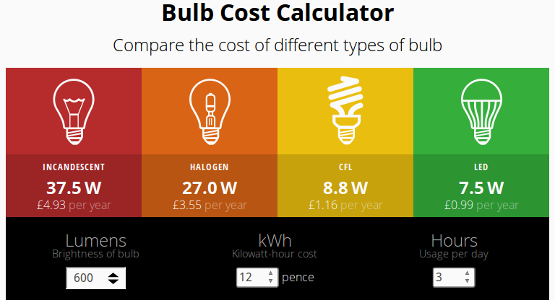 Bulb Cost Calculator
Compare the cost of different types of bulb
INCANDESCENT HALOGEN CFL LED
37.5 W 27.0 W 8.8 W 7.5 W
£4.93 per year £3.55 per year £1.16 per year £0.99 per year
Lumens kWh Hours
Brightness of bulb Kilowatt-hour cost Usage per day
600 12 pence 3